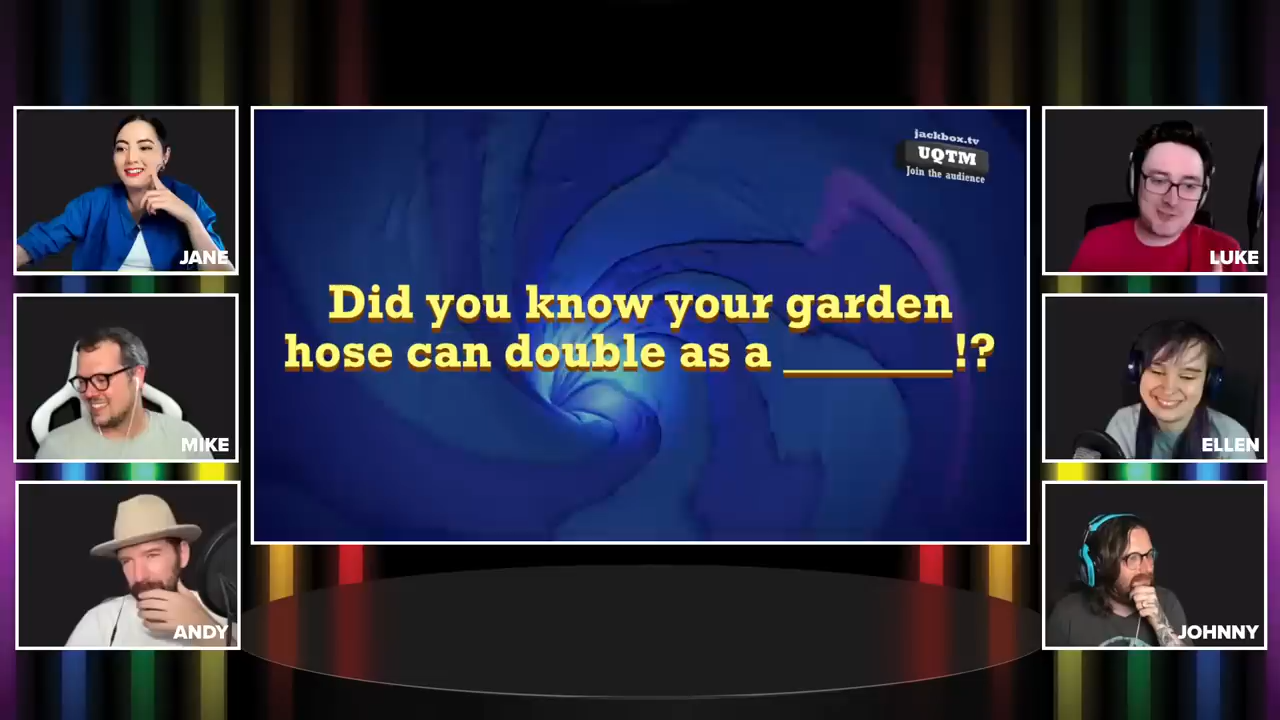 jackbox.tv
UQTM
Join the audience
Did you know your garden
hose can double as a _______!?
JANE
MIKE
ANDY
LUKE
ELLEN
JOHNNY